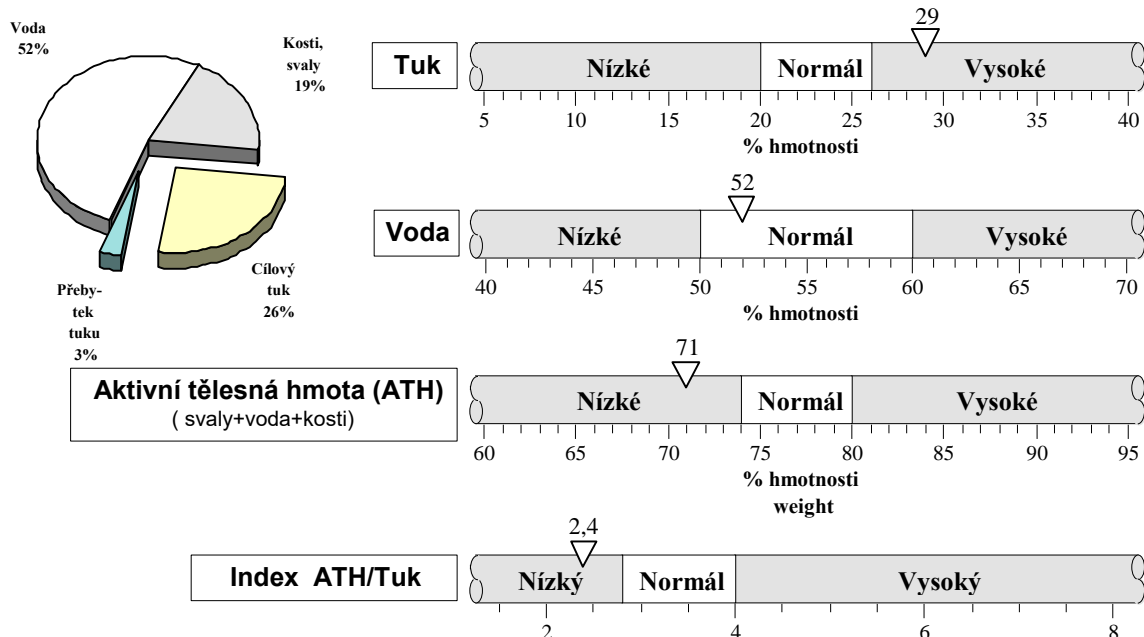 Voda
52%
Kosti,
svaly
19%
Přeby-
tek
tuku
3%
Cílový
tuk
26%
Tuk
29
Nízké Normál Vysoké
5 10 15 20 25 30 35 40
% hmotnosti
Voda
52
Nízké Normál Vysoké
40 45 50 55 60 65 70
% hmotnosti
Aktivní tělesná hmota (ATH)
( svaly+voda+kosti)
71
Nízké Normál Vysoké
60 65 70 75 80 85 90 95
% hmotnosti
weight
Index ATH/Tuk
2,4
Nízký Normál Vysoký
2 4 6 8